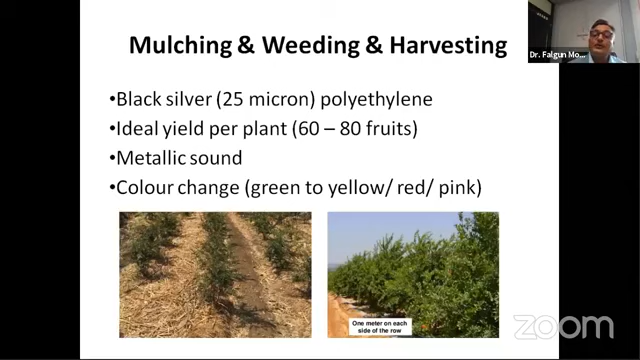 Mulching & Weeding & Harvesting
Dr. Falgun Mo...
•Black silver (25 micron) polyethylene
•Ideal yield per plant (60 – 80 fruits)
•Metallic sound
•Colour change (green to yellow/ red/ pink)
One meter on each
side of the row
zoom